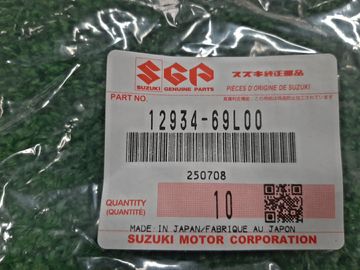 SGP
スズキ純正部品
SUZUKI GENUINE PARTS
PIÈCES D'ORIGINE DE SUZUKI
PART NO.
12934-69L00
250708
QUANTITY
(QUANTITÉ)
10
MADE IN JAPAN/FABRIQUE AU JAPON
SUZUKI MOTOR CORPORATION